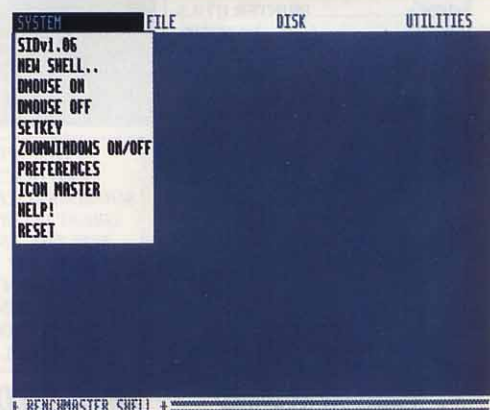 SYSTEM FILE DISK UTILITIES
SIDv1.06
NEW SHELL..
DMOUSE ON
DMOUSE OFF
SETKEY
ZOOMWINDOWS ON/OFF
PREFERENCES
ICON MASTER
HELP!
RESET
+ BENCHMASTER SHELL +